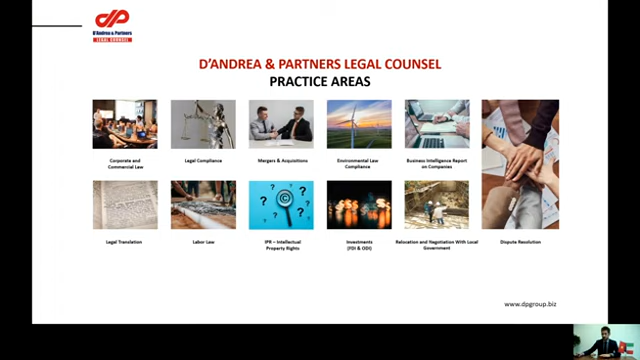 D'Andrea & Partners
LEGAL COUNSEL
D'ANDREA & PARTNERS LEGAL COUNSEL
PRACTICE AREAS
Corporate and
Commercial Law
Legal Compliance
Mergers & Acquisitions
Environmental Law
Compliance
Business Intelligence Report
on Companies
Legal Translation
Labor Law
IPR – Intellectual
Property Rights
Investments
(FDI & ODI)
Relocation and Negotiation With Local
Government
Dispute Resolution
www.dpgroup.biz